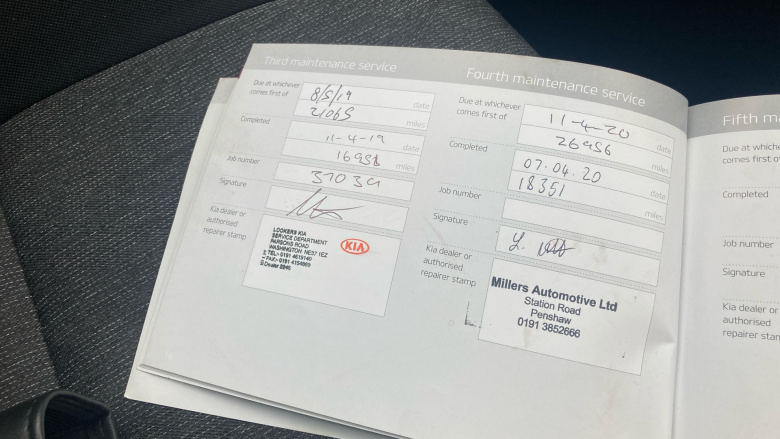 Third maintenance service
Due at whichever
comes first of
8/5/19
date
21065
miles
Completed
11-4-19
date
miles
Job number
Signature
Kia dealer or
authorised
repairer stamp
LOOKERS KIA
SERVICE DEPARTMENT
PARSONS ROAD
WASHINGTON NE37 1EZ
KIA
Fourth maintenance service
Due at whichever
comes first of
11-4-20
date
26956
miles
Completed
07.04.20
date
18351
miles
Job number
Signature
Kia dealer or
authorised
repairer stamp
Millers Automotive Ltd
Station Road
Penshaw
0191 3852666
Fifth m
Due at whiche
comes first o
Completed
Job number
Signature
Kia dealer or
authorised
repairer stam